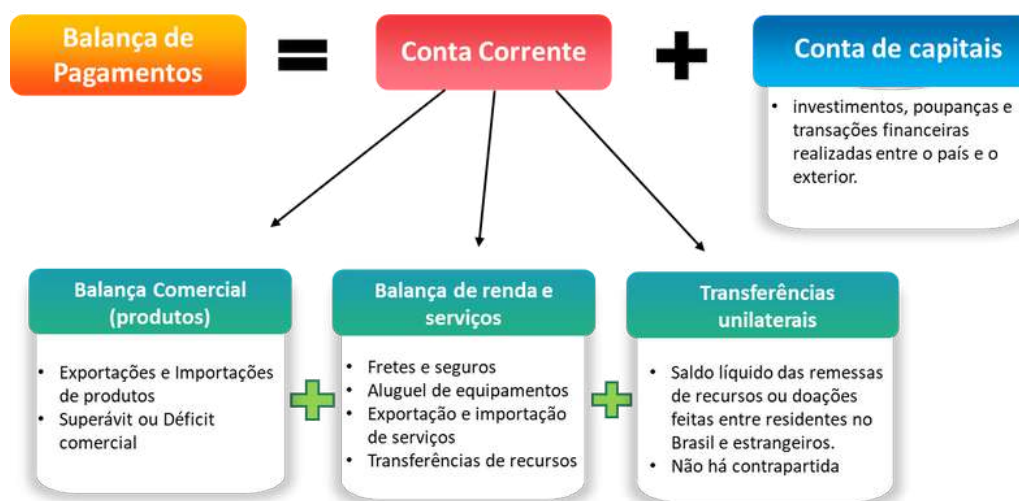 Balança de
Pagamentos
=
Conta Corrente
+
Conta de capitais
• investimentos, poupanças e
transações financeiras
realizadas entre o país e o
exterior.
Balança Comercial
(produtos)
• Exportações e Importações
de produtos
• Superávit ou Déficit
comercial
+
Balança de renda e
serviços
• Fretes e seguros
• Aluguel de equipamentos
• Exportação e importação
de serviços
• Transferências de recursos
+
Transferências
unilaterais
• Saldo líquido das remessas
de recursos ou doações
feitas entre residentes no
Brasil e estrangeiros.
• Não há contrapartida